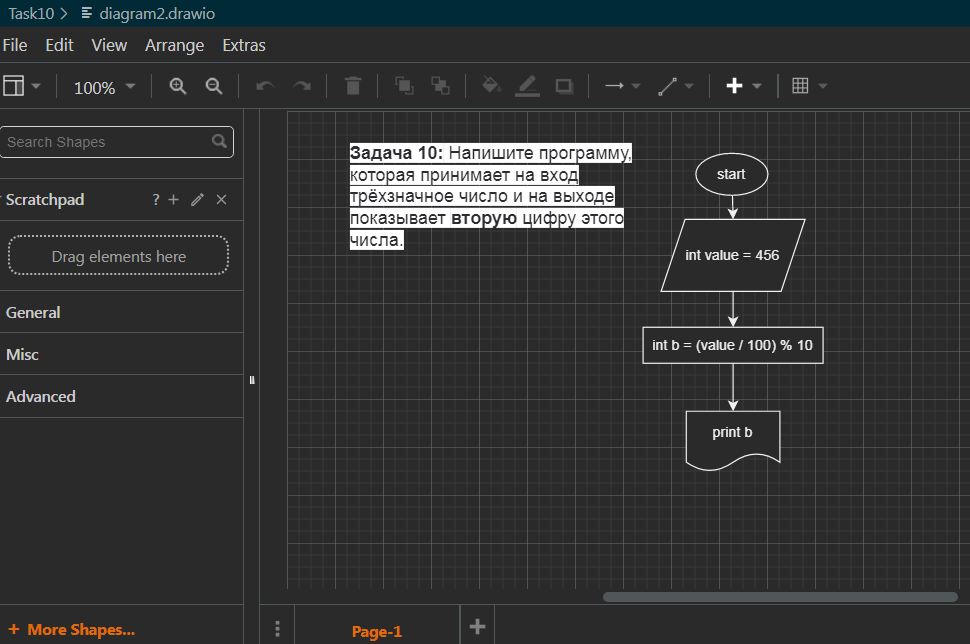 Task10 > diagram2.drawio
File Edit View Arrange Extras
100%
Search Shapes
Scratchpad ? + ×
Drag elements here
General
Misc
Advanced
+ More Shapes...
Задача 10: Напишите программу,
которая принимает на вход
трёхзначное число и на выходе
показывает вторую цифру этого
числа.
start
int value = 456
int b = (value / 100) % 10
print b
Page-1